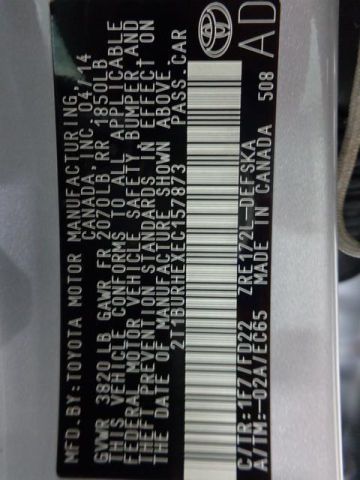 MFD.BY:TOYOTA MOTOR MANUFACTURING,
CANADA,INC. 04/14
GVWR 3820LB GAWR FR 2070LB RR 1850LB
THIS VEHICLE CONFORMS TO ALL APPLICABLE
FEDERAL MOTOR VEHICLE SAFETY, BUMPER, AND
THEFT PREVENTION STANDARDS IN EFFECT ON
THE DATE OF MANUFACTURE SHOWN ABOVE.
2T1BURHEXEC157873 PASS.CAR
C/TR:1F7/FD22 ZRE172L-DEFSKA AD
A/TM:-02A/EC65 MADE IN CANADA 508